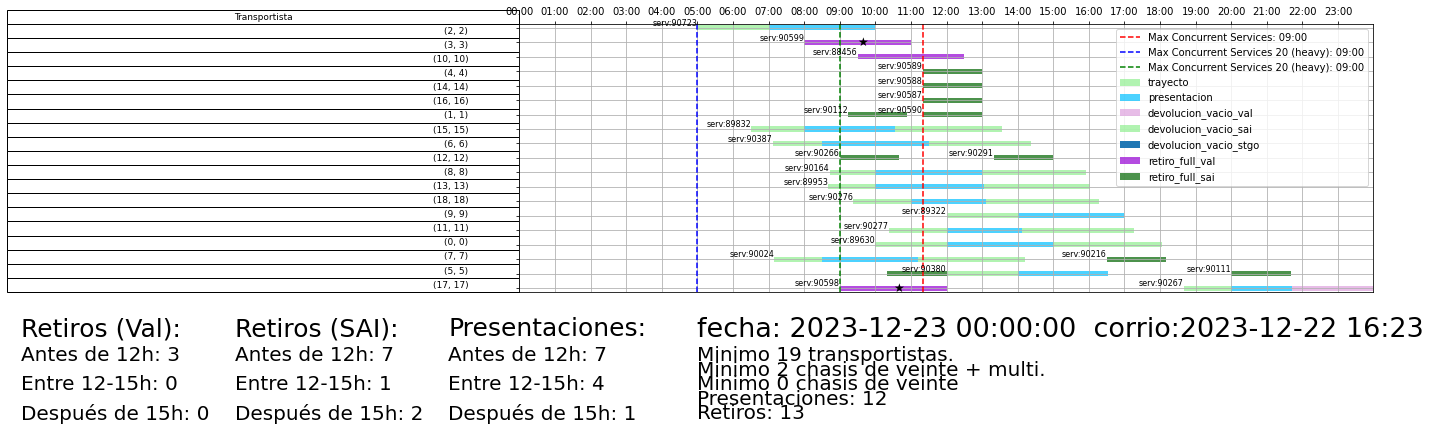 00:00 01:00 02:00 03:00 04:00 05:00 06:00 07:00 08:00 09:00 10:00 11:00 12:00 13:00 14:00 15:00 16:00 17:00 18:00 19:00 20:00 21:00 22:00 23:00
Transportista
serv:90723
(2, 2)
serv:90599
(3, 3)
serv:88456
(10, 10)
serv:90589
(4, 4)
serv:90588
(14, 14)
serv:90587
(16, 16)
serv:90112 serv:90590
(1, 1)
serv:89832
(15, 15)
serv:90387
(6, 6)
serv:90266 serv:90291
(12, 12)
serv:90164
(8, 8)
serv:89953
(13, 13)
serv:90276
(18, 18)
serv:89322
(9, 9)
serv:90277
(11, 11)
serv:89630
(0, 0)
serv:90024 serv:90216
(7, 7)
serv:90380 serv:90111
(5, 5)
serv:90598 serv:90267
(17, 17)
Max Concurrent Services: 09:00
Max Concurrent Services 20 (heavy): 09:00
Max Concurrent Services 20 (heavy): 09:00
trayecto
presentacion
devolucion_vacio_val
devolucion_vacio_sai
devolucion_vacio_stgo
retiro_full_val
retiro_full_sai
Retiros (Val):
Antes de 12h: 3
Entre 12-15h: 0
Después de 15h: 0
Retiros (SAI):
Antes de 12h: 7
Entre 12-15h: 1
Después de 15h: 2
Presentaciones:
Antes de 12h: 7
Entre 12-15h: 4
Después de 15h: 1
fecha: 2023-12-23 00:00:00 corrio:2023-12-22 16:23
Minimo 19 transportistas.
Minimo 2 chasis de veinte + multi.
Minimo 0 chasis de veinte
Presentaciones: 12
Retiros: 13